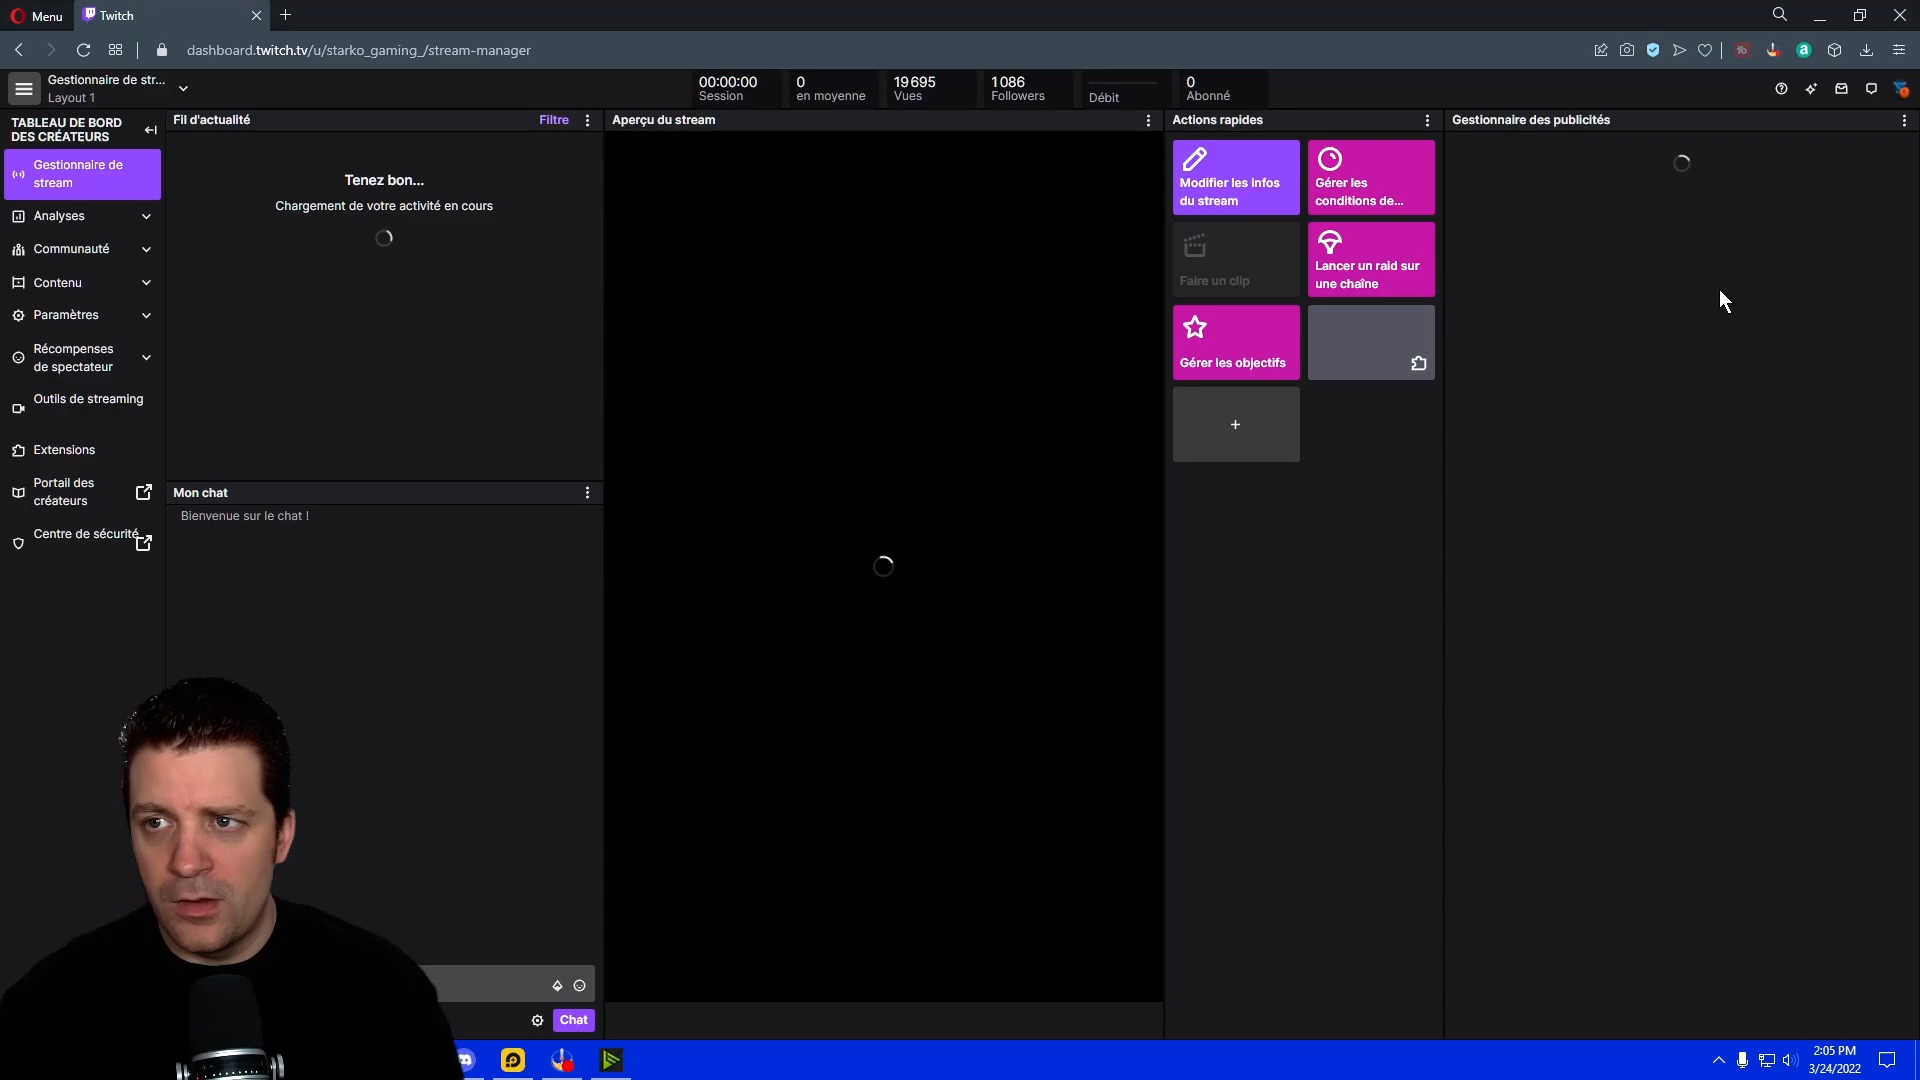 Menu
Twitch
dashboard.twitch.tv/u/starko_gaming_/stream-manager
Gestionnaire de str...
Layout 1
00:00:00
Session
0
en moyenne
19 695
Vues
1 086
Followers
Débit
0
Abonné
TABLEAU DE BORD
DES CRÉATEURS
Gestionnaire de
stream
Analyses
Communauté
Contenu
Paramètres
Récompenses
de spectateur
Outils de streaming
Extensions
Portail des
créateurs
Centre de sécurité
Fil d'actualité
Filtre
Tenez bon...
Chargement de votre activité en cours
Mon chat
Bienvenue sur le chat !
Chat
Aperçu du stream
Actions rapides
Modifier les infos
du stream
Gérer les
conditions de...
Faire un clip
Lancer un raid sur
une chaîne
Gérer les objectifs
+
Gestionnaire des publicités
2:05 PM
3/24/2022